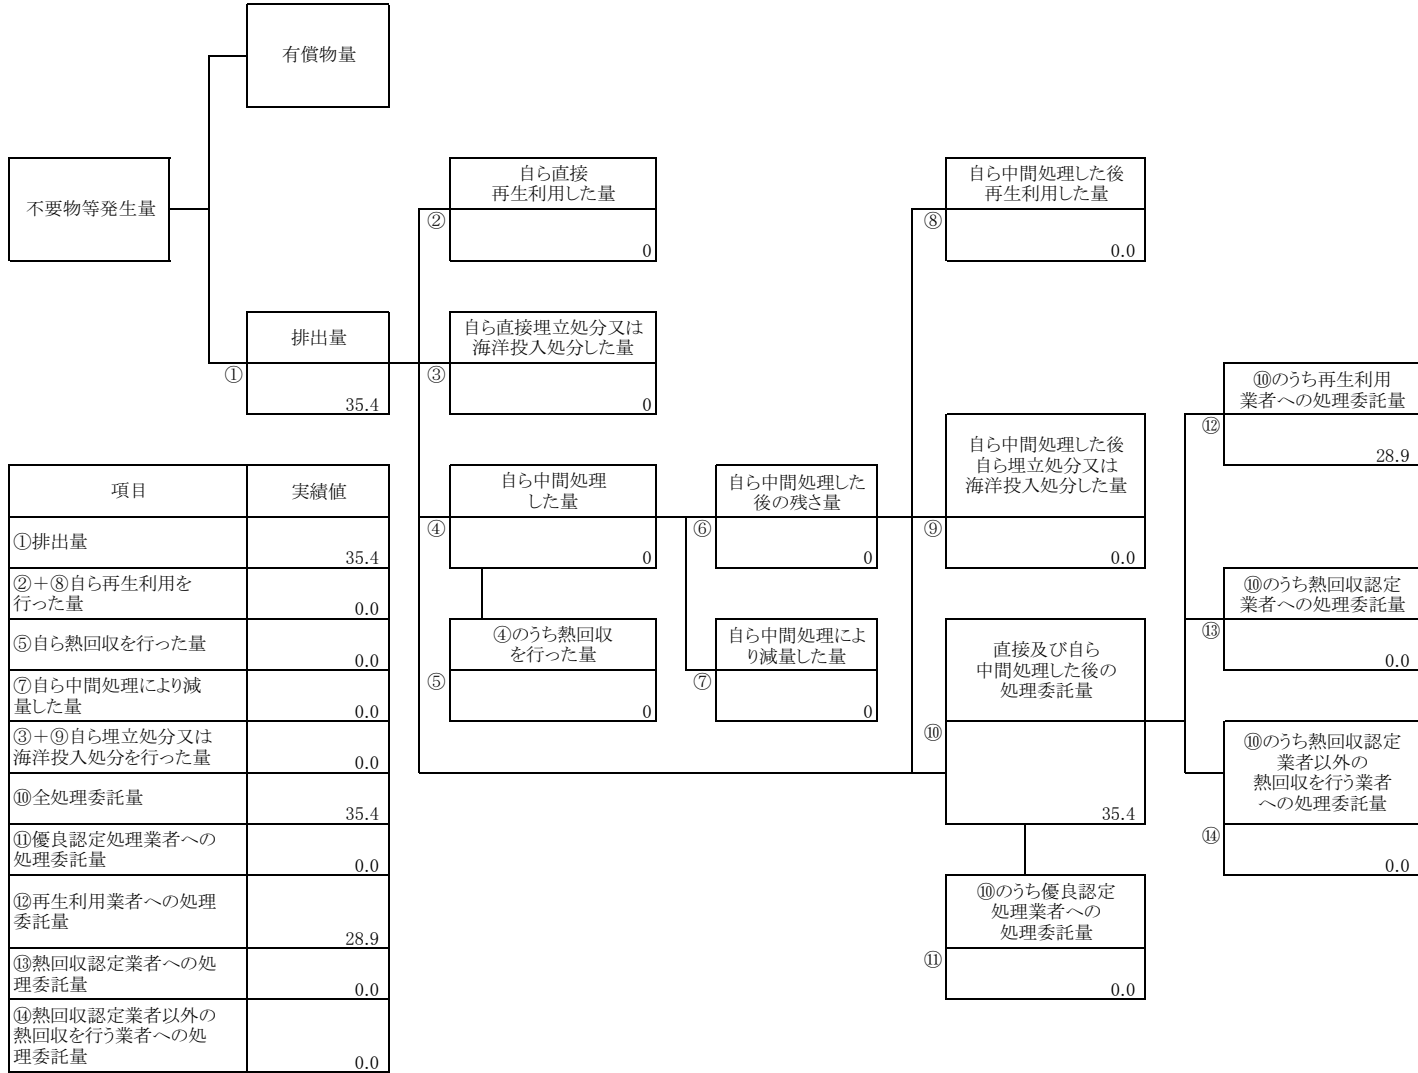 有償物量
不要物等発生量
排出量
①
35.4
自ら直接
再生利用した量
②
0
自ら直接埋立処分又は
海洋投入処分した量
③
0
自ら中間処理
した量
④
0
④のうち熱回収
を行った量
⑤
0
自ら中間処理した
後の残さ量
⑥
0
自ら中間処理によ
り減量した量
⑦
0
自ら中間処理した後
再生利用した量
⑧
0.0
自ら中間処理した後
自ら埋立処分又は
海洋投入処分した量
⑨
0.0
直接及び自ら
中間処理した後の
処理委託量
⑩
35.4
⑩のうち優良認定
処理業者への
処理委託量
⑪
0.0
⑩のうち再生利用
業者への処理委託量
⑫
28.9
⑩のうち熱回収認定
業者への処理委託量
⑬
0.0
⑩のうち熱回収認定
業者以外の
熱回収を行う業者
への処理委託量
⑭
0.0
項目 実績値
①排出量
35.4
②＋⑧自ら再生利用を
行った量 0.0
⑤自ら熱回収を行った量
0.0
⑦自ら中間処理により減
量した量 0.0
③＋⑨自ら埋立処分又は
海洋投入処分を行った量 0.0
⑩全処理委託量
35.4
⑪優良認定処理業者への
処理委託量 0.0
⑫再生利用業者への処理
委託量
28.9
⑬熱回収認定業者への処
理委託量 0.0
⑭熱回収認定業者以外の
熱回収を行う業者への処
理委託量 0.0